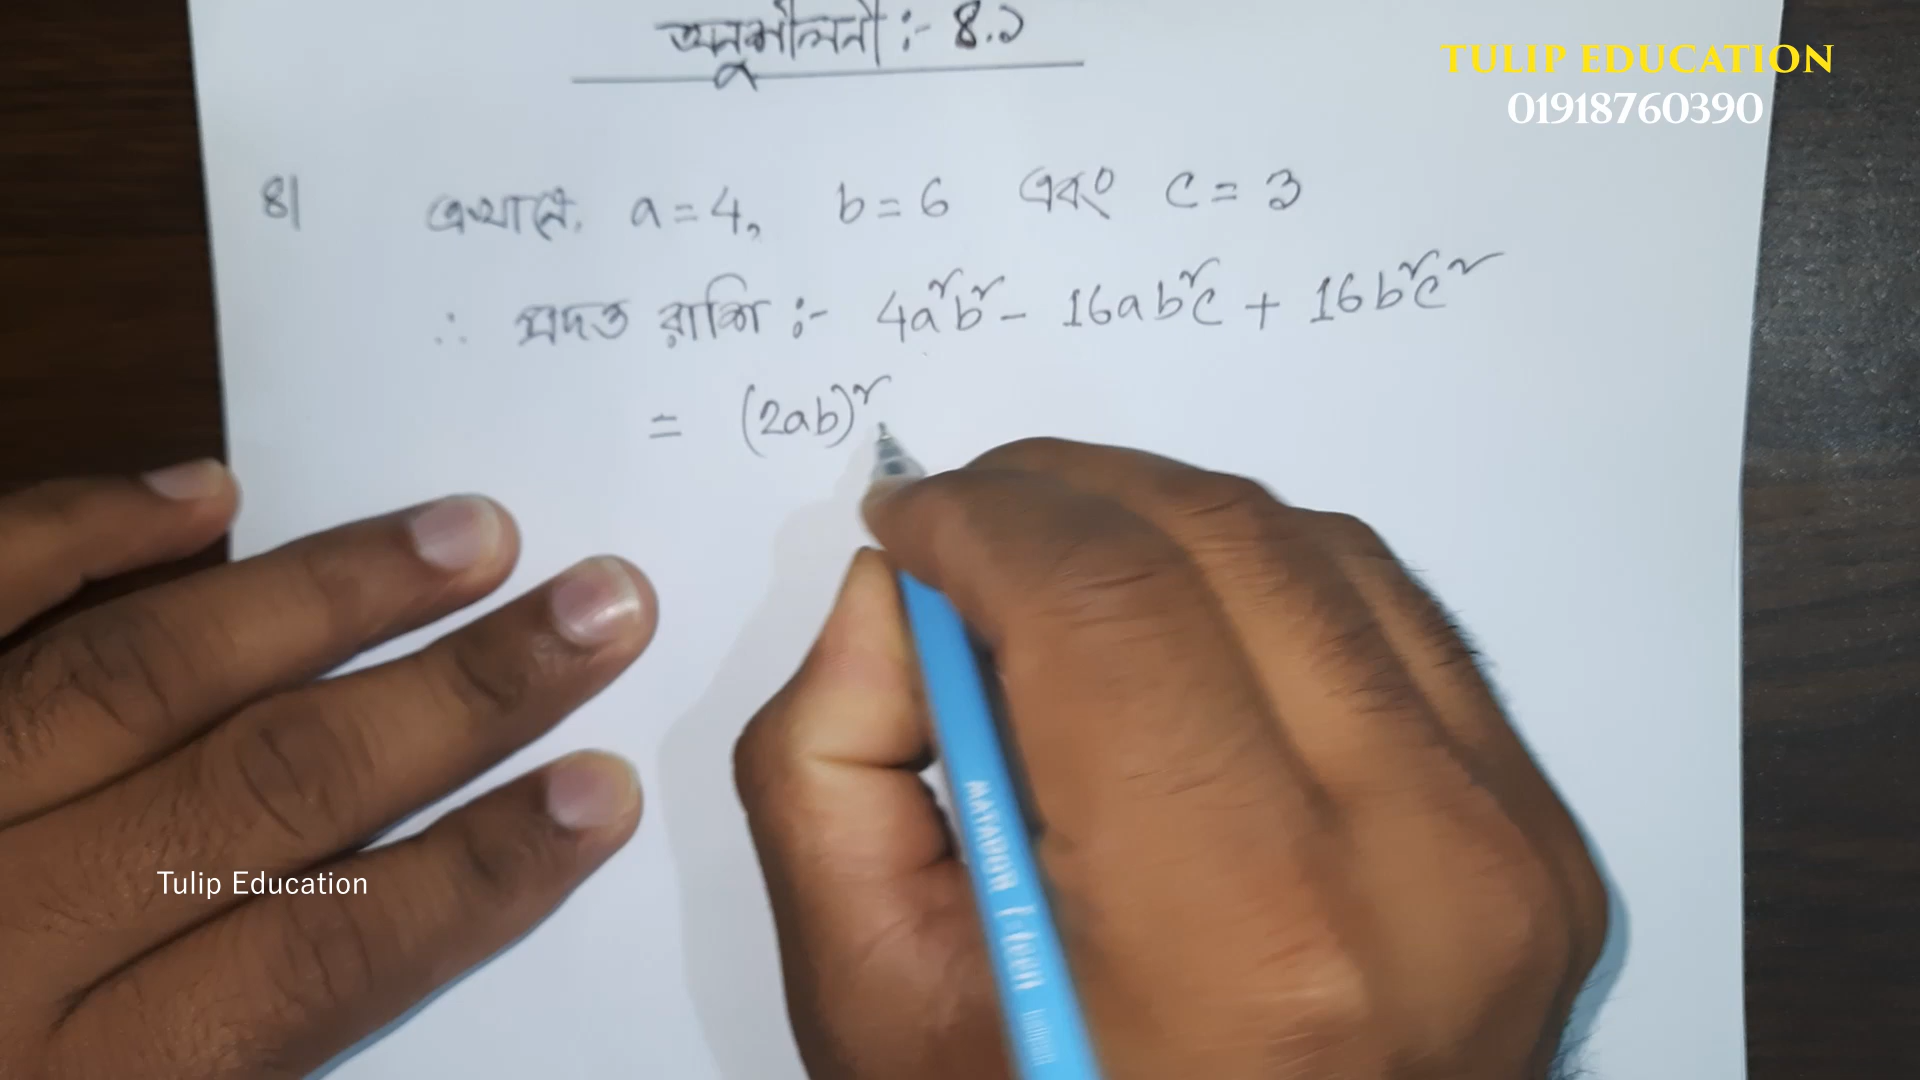 অনুশীলনী :- ৪.১
TULIP EDUCATION
01918760390
৪। এখানে, a = 4, b = 6 এবং c = 3
∴ প্রদত্ত রাশি :- 4a²b² - 16ab²c + 16b²c²
= (2ab)²
MATADOR
Tulip Education